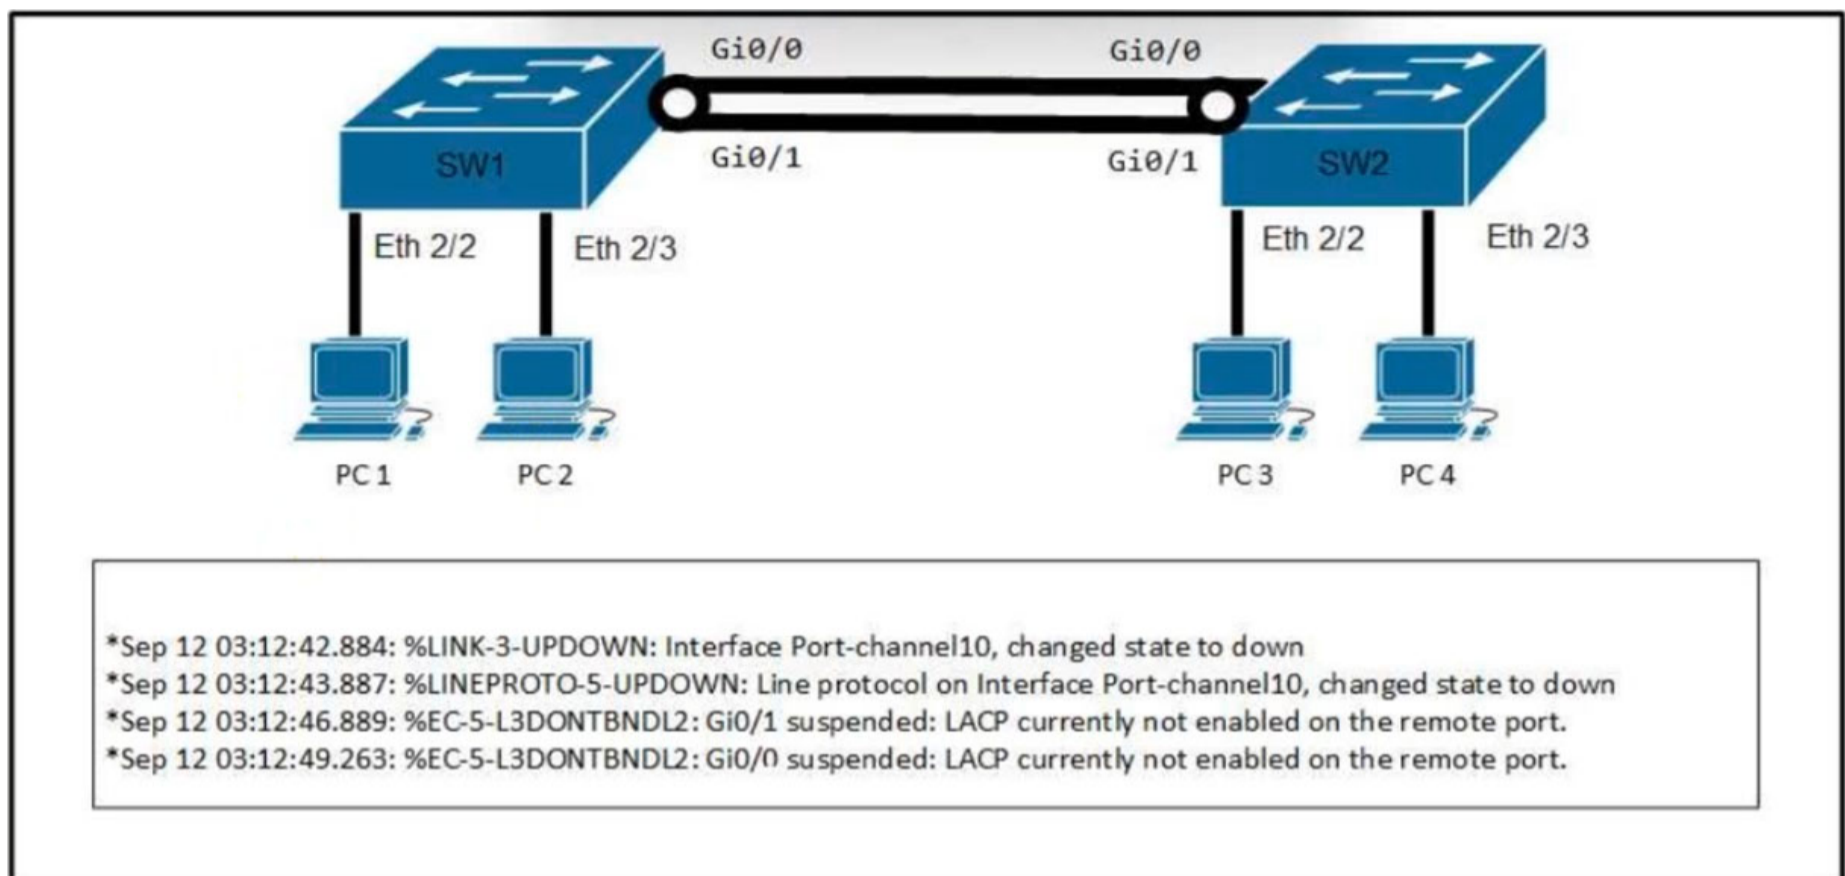 Gi0/0
Gi0/0
SW1
Gi0/1
Gi0/1
SW2
Eth 2/2
Eth 2/3
Eth 2/2
Eth 2/3
PC 1
PC 2
PC 3
PC 4
*Sep 12 03:12:42.884: %LINK-3-UPDOWN: Interface Port-channel10, changed state to down
*Sep 12 03:12:43.887: %LINEPROTO-5-UPDOWN: Line protocol on Interface Port-channel10, changed state to down
*Sep 12 03:12:46.889: %EC-5-L3DONTBNDL2: Gi0/1 suspended: LACP currently not enabled on the remote port.
*Sep 12 03:12:49.263: %EC-5-L3DONTBNDL2: Gi0/0 suspended: LACP currently not enabled on the remote port.